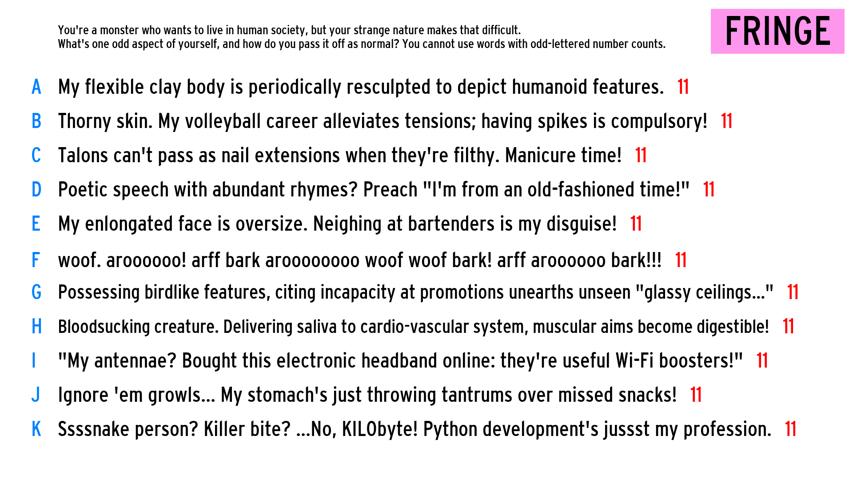 You're a monster who wants to live in human society, but your strange nature makes that difficult.
What's one odd aspect of yourself, and how do you pass it off as normal? You cannot use words with odd-lettered number counts.
FRINGE
A My flexible clay body is periodically resculpted to depict humanoid features. 11
B Thorny skin. My volleyball career alleviates tensions; having spikes is compulsory! 11
C Talons can't pass as nail extensions when they're filthy. Manicure time! 11
D Poetic speech with abundant rhymes? Preach "I'm from an old-fashioned time!" 11
E My enlongated face is oversize. Neighing at bartenders is my disguise! 11
F woof. aroooooo! arff bark aroooooooo woof woof bark! arff aroooooo bark!!! 11
G Possessing birdlike features, citing incapacity at promotions unearths unseen "glassy ceilings..." 11
H Bloodsucking creature. Delivering saliva to cardio-vascular system, muscular aims become digestible! 11
I "My antennae? Bought this electronic headband online: they're useful Wi-Fi boosters!" 11
J Ignore 'em growls... My stomach's just throwing tantrums over missed snacks! 11
K Ssssnake person? Killer bite? ...No, KILObyte! Python development's jussst my profession. 11